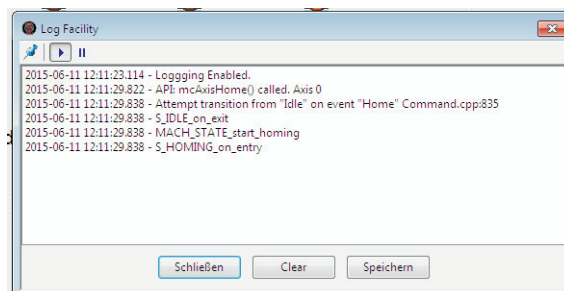 Log Facility
2015-06-11 12:11:23.114 - Loggging Enabled.
2015-06-11 12:11:29.822 - API: mcAxisHome() called. Axis 0
2015-06-11 12:11:29.838 - Attempt transition from "Idle" on event "Home" Command.cpp:835
2015-06-11 12:11:29.838 - S_IDLE_on_exit
2015-06-11 12:11:29.838 - MACH_STATE_start_homing
2015-06-11 12:11:29.838 - S_HOMING_on_entry
Schließen Clear Speichern